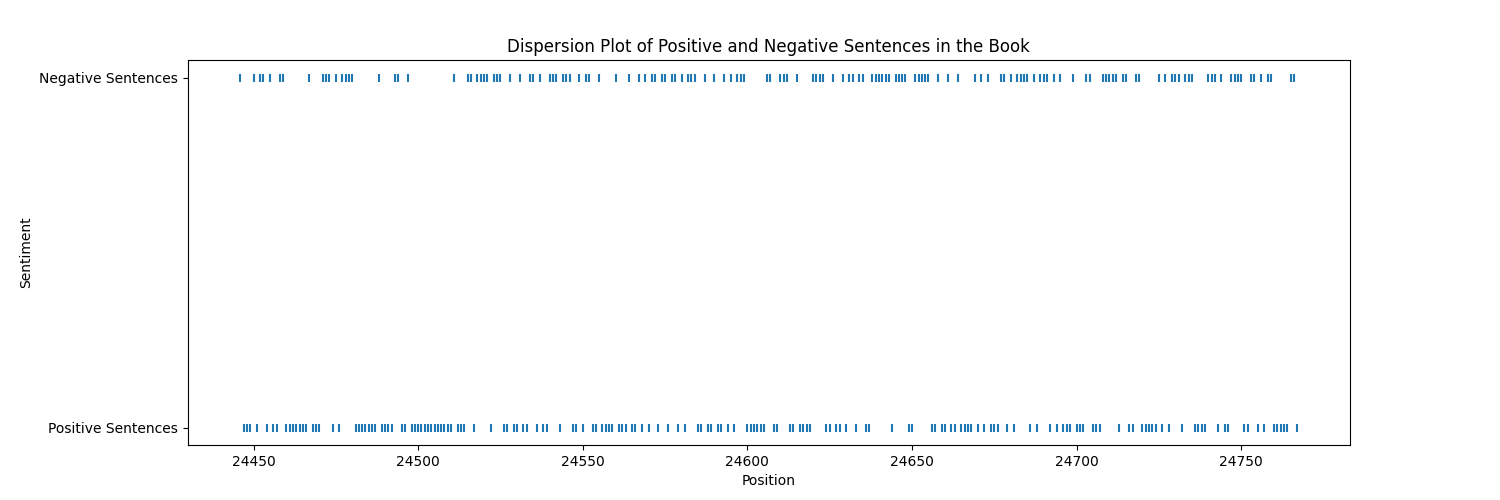 Dispersion Plot of Positive and Negative Sentences in the Book
Negative Sentences
Sentiment
Positive Sentences
24450 24500 24550 24600 24650 24700 24750
Position